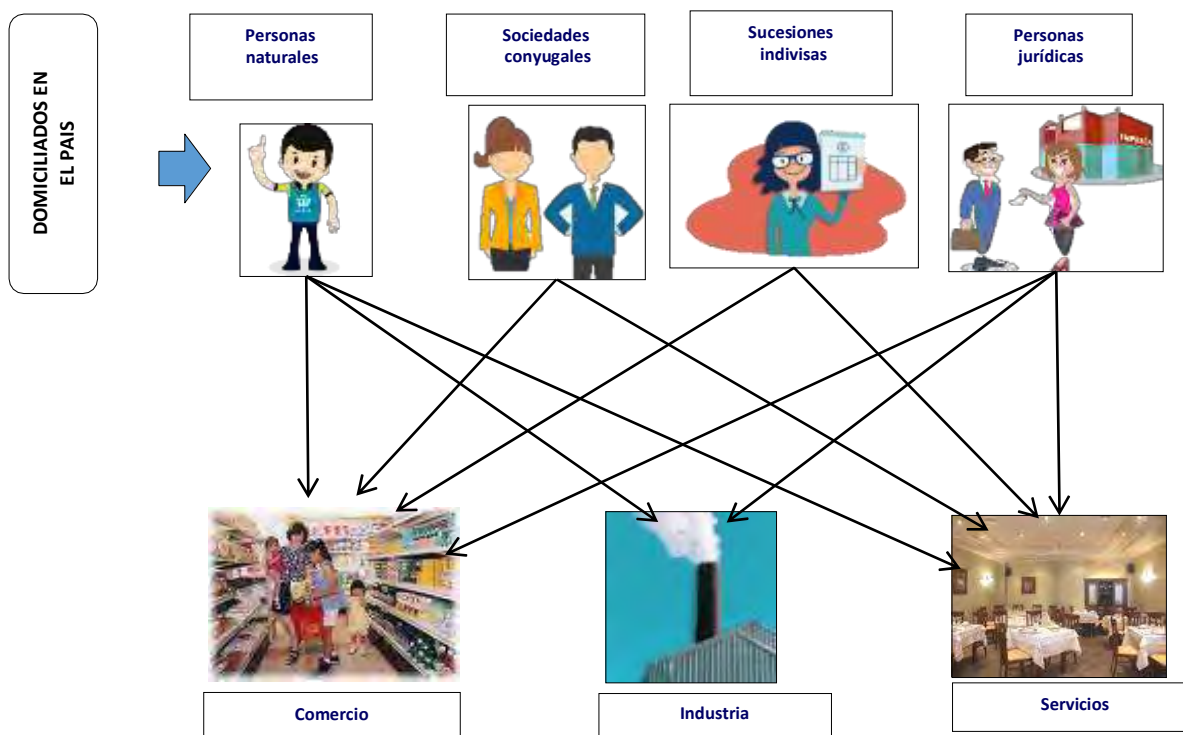 DOMICILIADOS EN
EL PAIS
Personas
naturales
Sociedades
conyugales
Sucesiones
indivisas
Personas
jurídicas
Comercio
Industria
Servicios